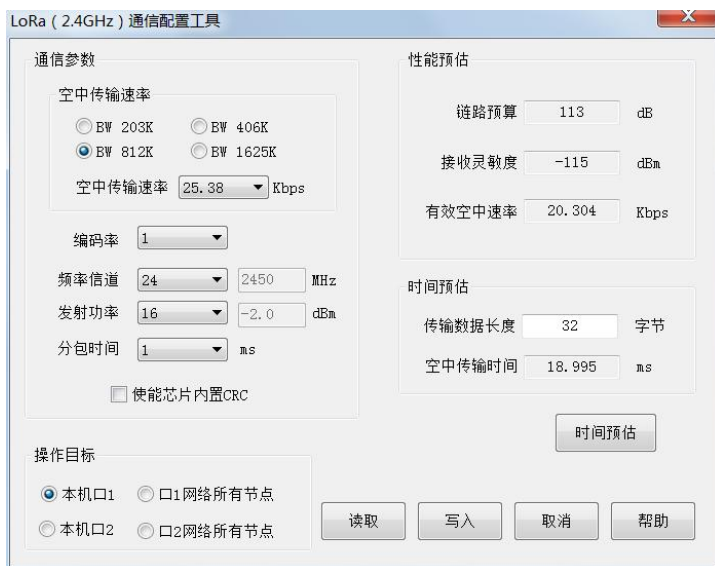 LoRa（2.4GHz）通信配置工具
通信参数
空中传输速率
BW 203K
BW 406K
BW 812K
BW 1625K
空中传输速率 25.38 Kbps
编码率 1
频率信道 24 2450 MHz
发射功率 16 -2.0 dBm
分包时间 1 ms
使能芯片内置CRC
操作目标
本机口1
口1网络所有节点
本机口2
口2网络所有节点
性能预估
链路预算 113 dB
接收灵敏度 -115 dBm
有效空中速率 20.304 Kbps
时间预估
传输数据长度 32 字节
空中传输时间 18.995 ms
时间预估
读取
写入
取消
帮助